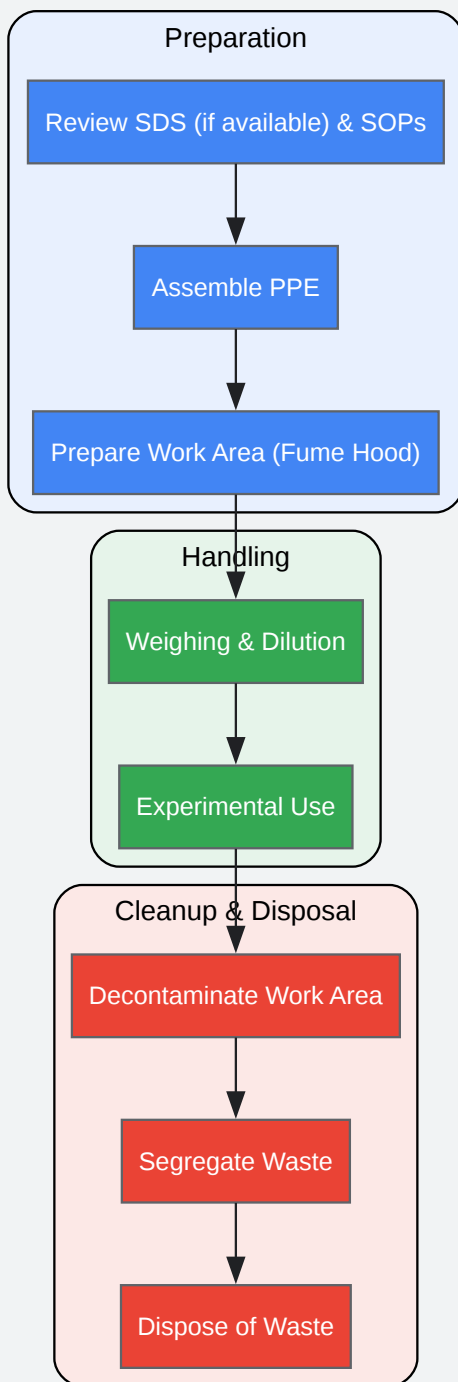 Preparation
Review SDS (if available) & SOPs
Assemble PPE
Prepare Work Area (Fume Hood)
Handling
Weighing & Dilution
Experimental Use
Cleanup & Disposal
Decontaminate Work Area
Segregate Waste
Dispose of Waste